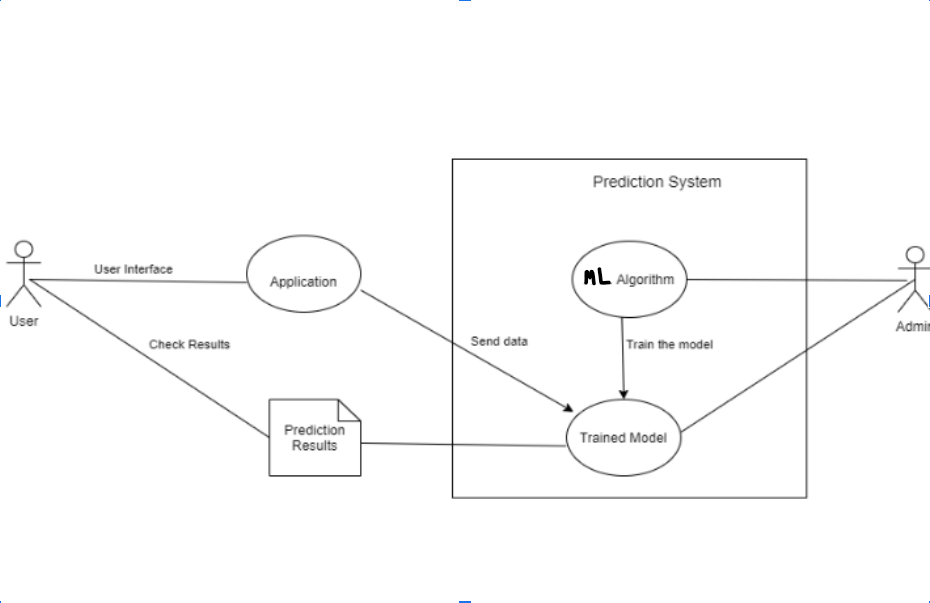 Prediction System
User Interface
Application
ML Algorithm
User
Admin
Check Results
Send data
Train the model
Prediction
Results
Trained Model